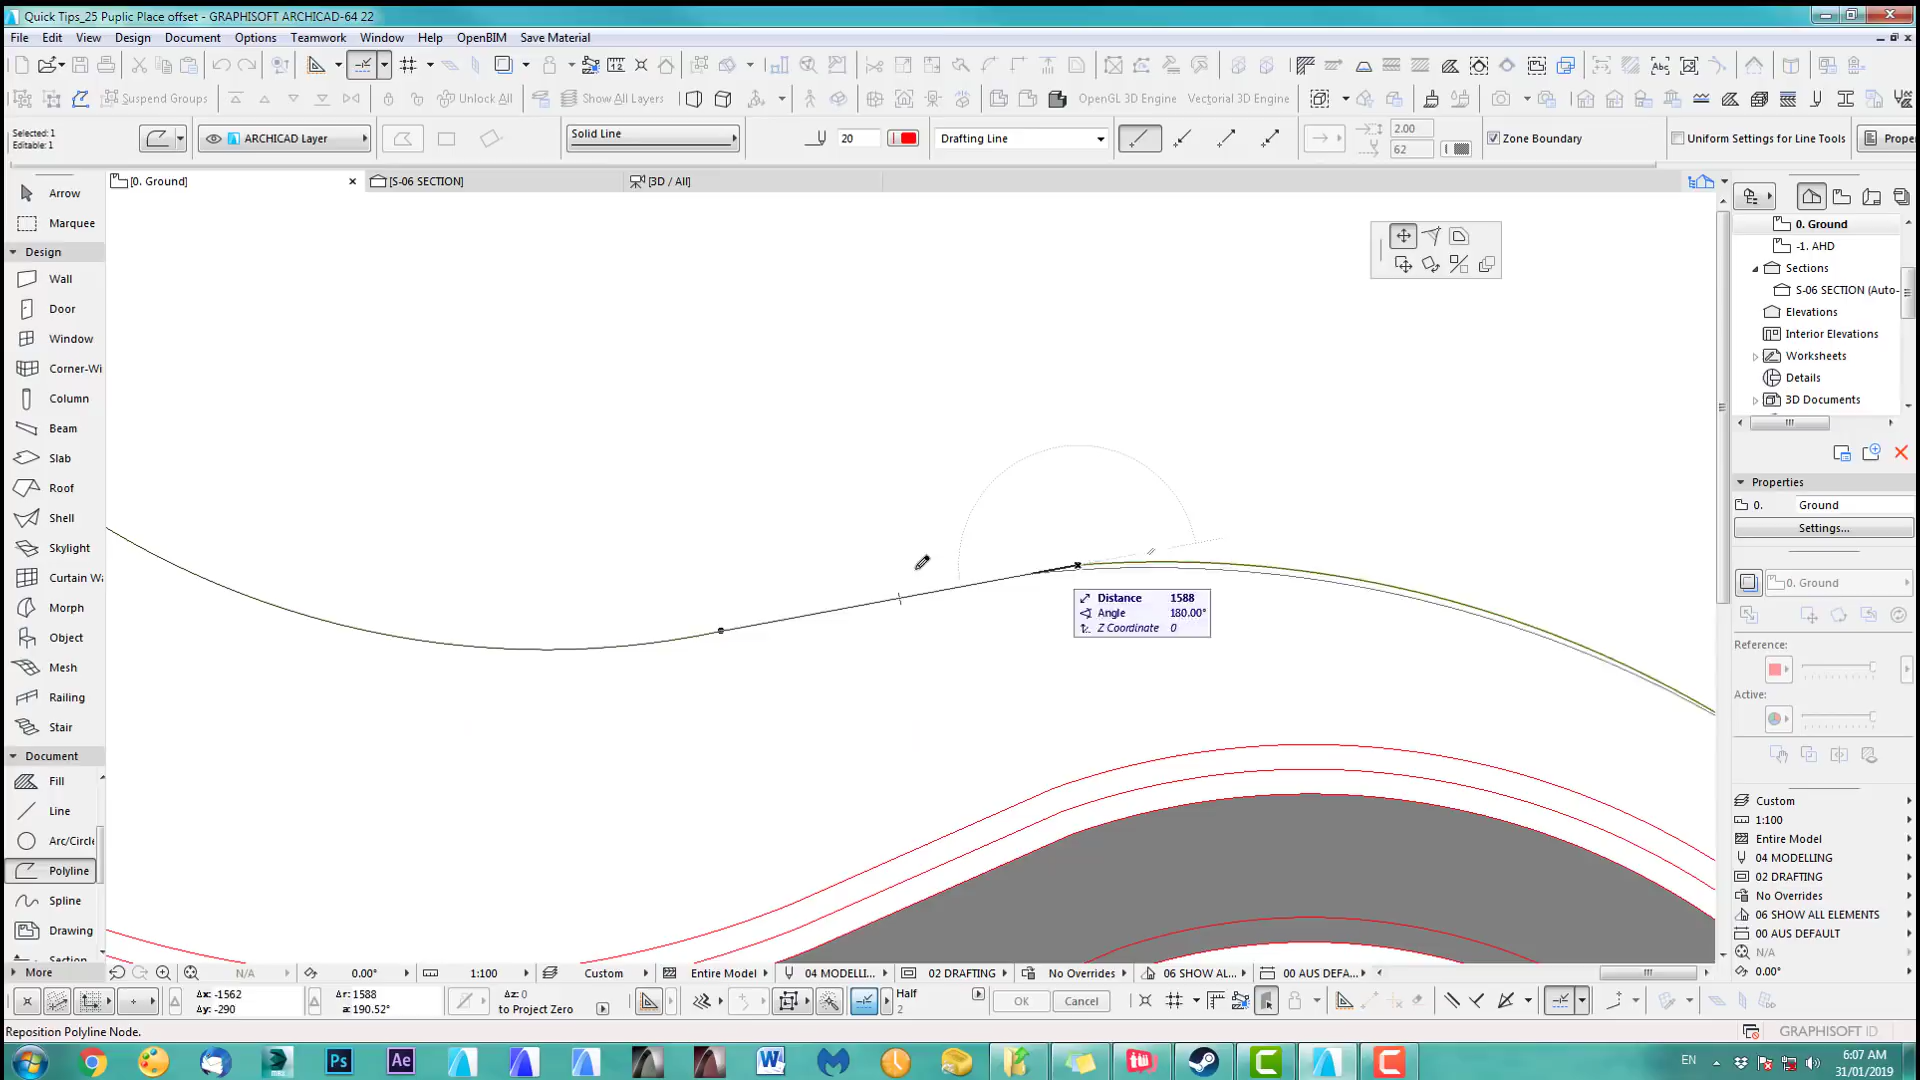 Quick Tips_25 Puplic Place offset - GRAPHISOFT ARCHICAD-64 22
File Edit View Design Document Options Teamwork Window Help OpenBIM Save Material
Suspend Groups Unlock All Show All Layers OpenGL 3D Engine Vectorial 3D Engine
Selected: 1
Editable: 1
ARCHICAD Layer
Solid Line
20
Drafting Line
2.00
62
Zone Boundary
Uniform Settings for Line Tools
Proper
[0. Ground]
[S-06 SECTION]
[3D / All]
Arrow
Marquee
Design
Wall
Door
Window
Corner-Wi
Column
Beam
Slab
Roof
Shell
Skylight
Curtain Wa
Morph
Object
Mesh
Railing
Stair
Document
Fill
Line
Arc/Circle
Polyline
Spline
Drawing
Section
More
Distance 1588
Angle 180.00°
Z Coordinate 0
0. Ground
-1. AHD
Sections
S-06 SECTION (Auto-
Elevations
Interior Elevations
Worksheets
Details
3D Documents
Properties
0. Ground
Settings...
0. Ground
Reference:
Active:
Custom
1:100
Entire Model
04 MODELLING
02 DRAFTING
No Overrides
06 SHOW ALL ELEMENTS
00 AUS DEFAULT
N/A
0.00°
N/A 0.00° 1:100 Custom Entire Model 04 MODELLI... 02 DRAFTING No Overrides 06 SHOW AL... 00 AUS DEFA...
Δx: -1562
Δy: -290
Δr: 1588
a: 190.52°
Δz: 0
to Project Zero
Half
2
OK
Cancel
Reposition Polyline Node.
GRAPHISOFT ID
Ps
Ae
W
EN
6:07 AM
31/01/2019